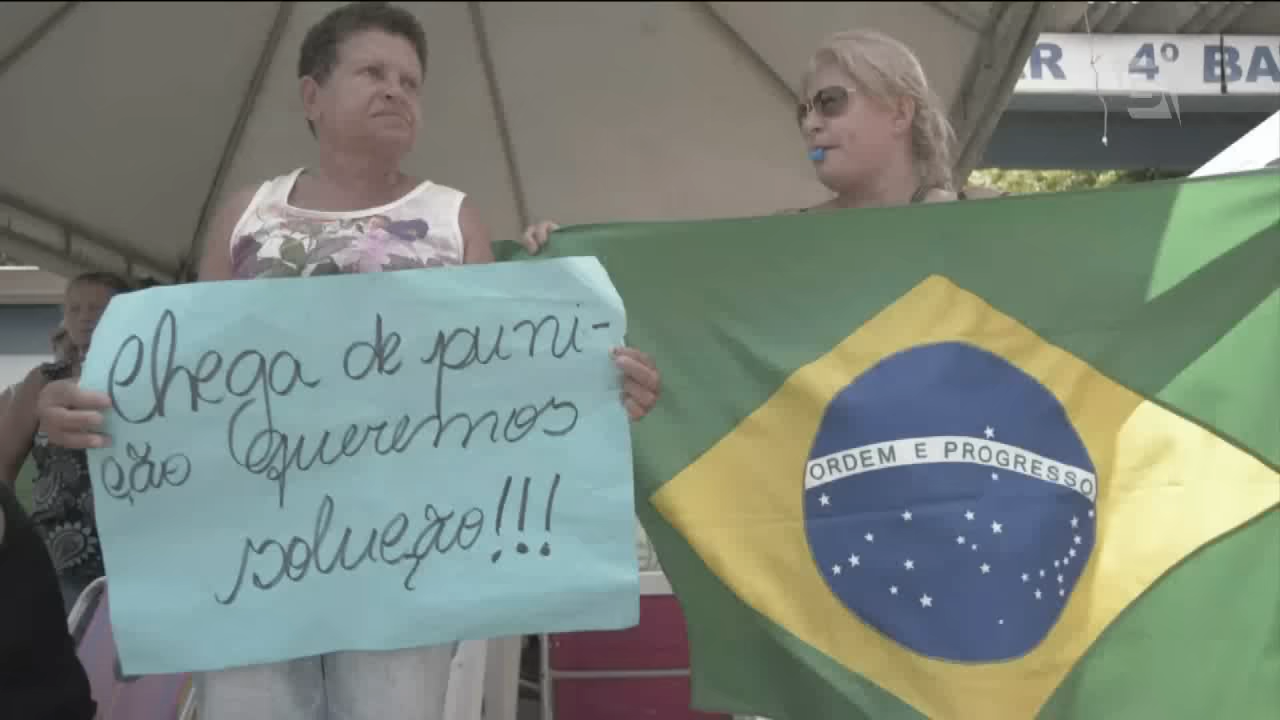 R 4º BA
Chega de puni-
ção Queremos
solução!!!
ORDEM E PROGRESSO